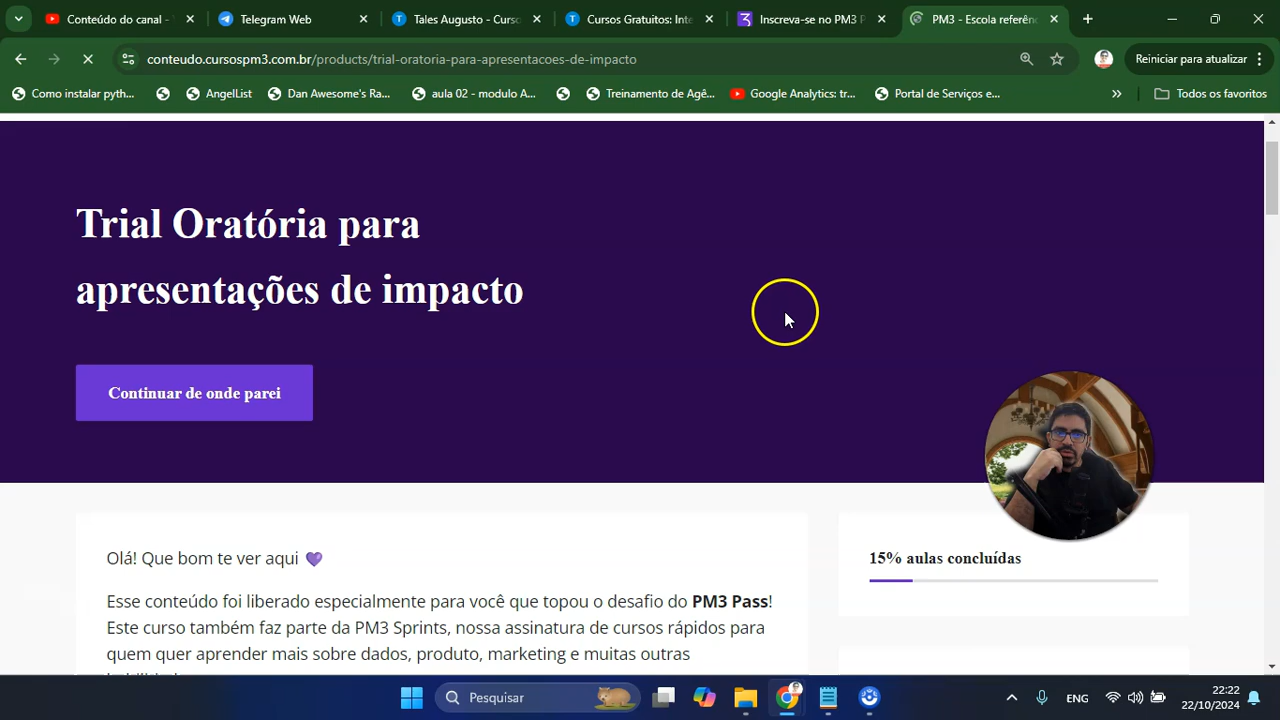 Conteúdo do canal -
Telegram Web
Tales Augusto - Curso
Cursos Gratuitos: Inte
Inscreva-se no PM3 P
PM3 - Escola referên
conteudo.cursospm3.com.br/products/trial-oratoria-para-apresentacoes-de-impacto
Reiniciar para atualizar
Como instalar pyth...
AngelList
Dan Awesome's Ra...
aula 02 - modulo A...
Treinamento de Agê...
Google Analytics: tr...
Portal de Serviços e...
»
Todos os favoritos
Trial Oratória para
apresentações de impacto
Continuar de onde parei
Olá! Que bom te ver aqui 💜
Esse conteúdo foi liberado especialmente para você que topou o desafio do PM3 Pass!
Este curso também faz parte da PM3 Sprints, nossa assinatura de cursos rápidos para
quem quer aprender mais sobre dados, produto, marketing e muitas outras
15% aulas concluídas
Pesquisar
ENG
22:22
22/10/2024